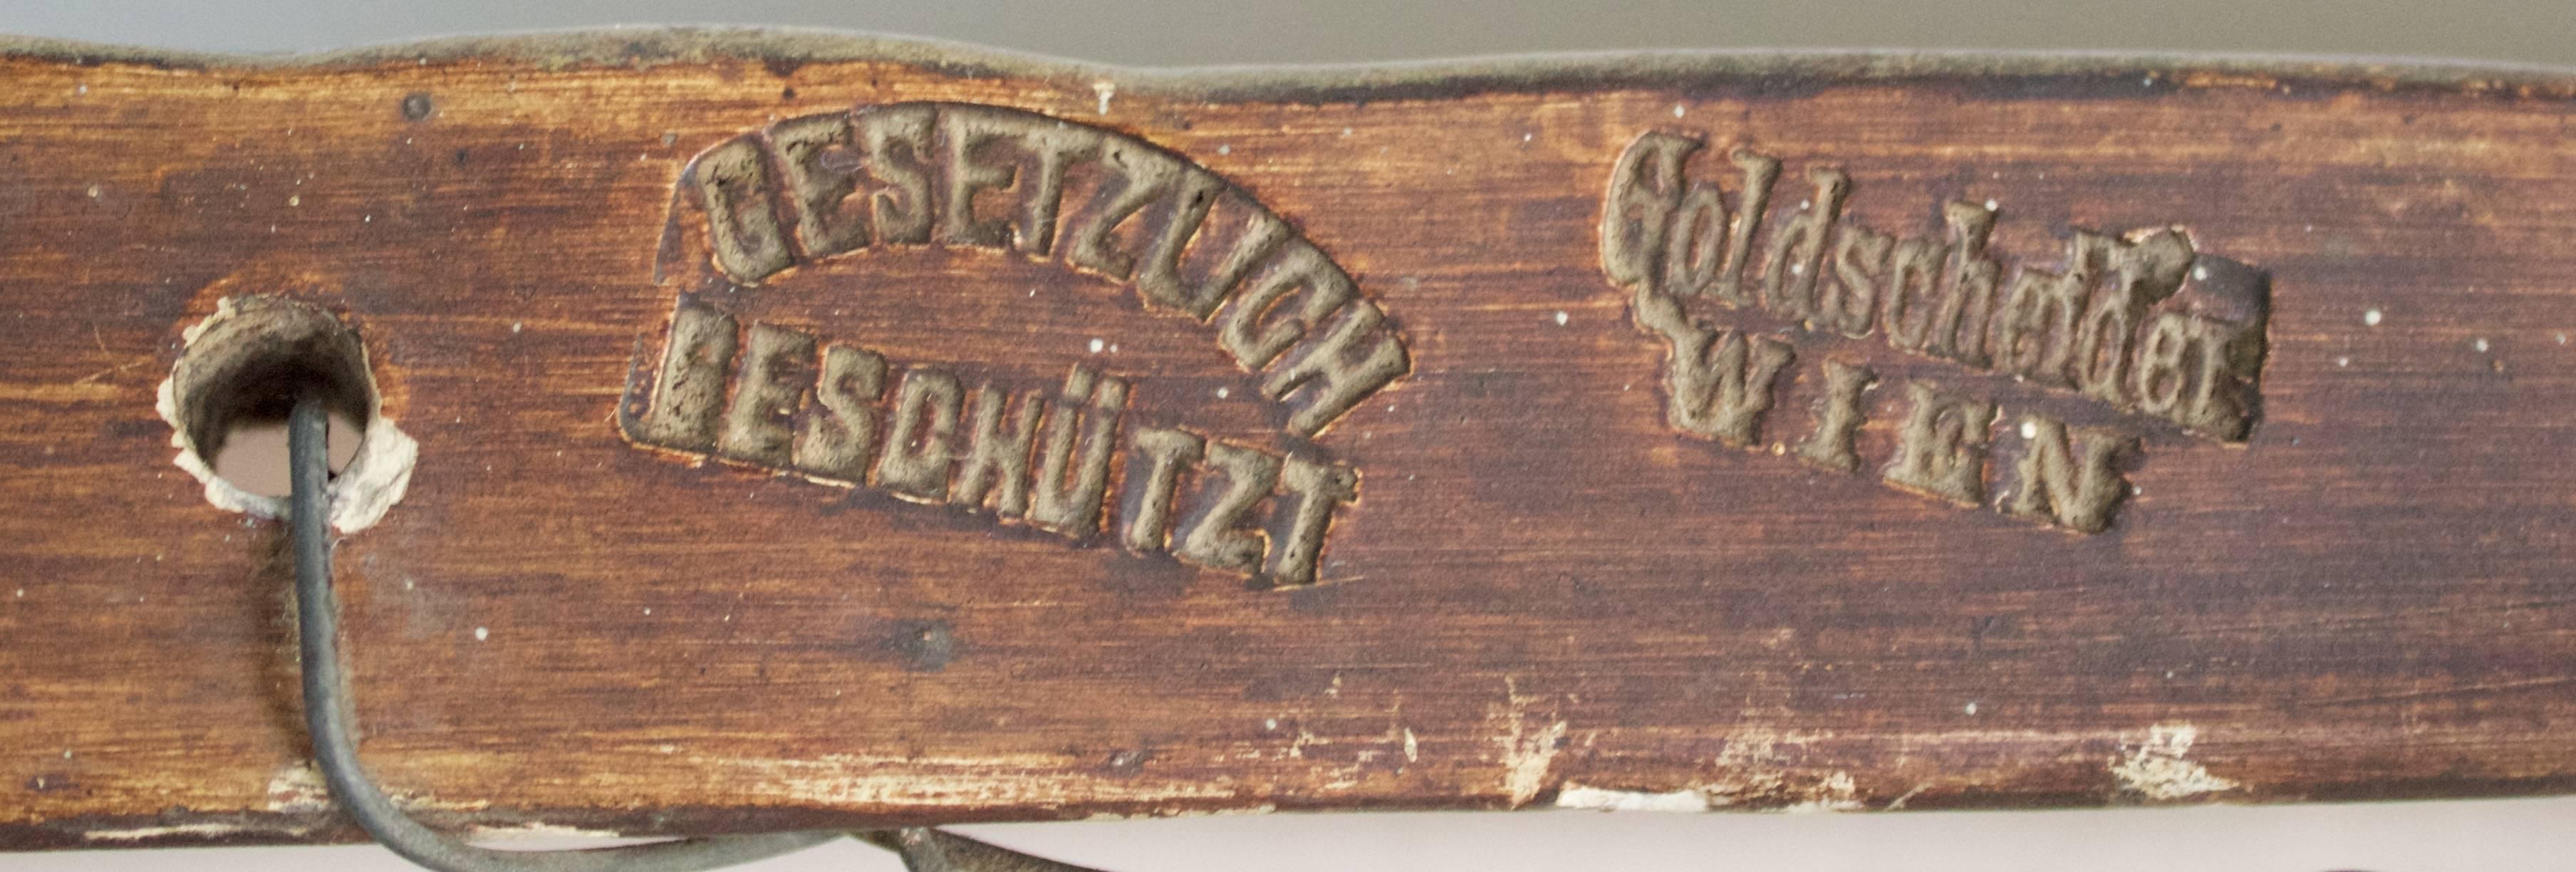 GESETZLICH
GESCHÜTZT
Goldscheider
WIEN